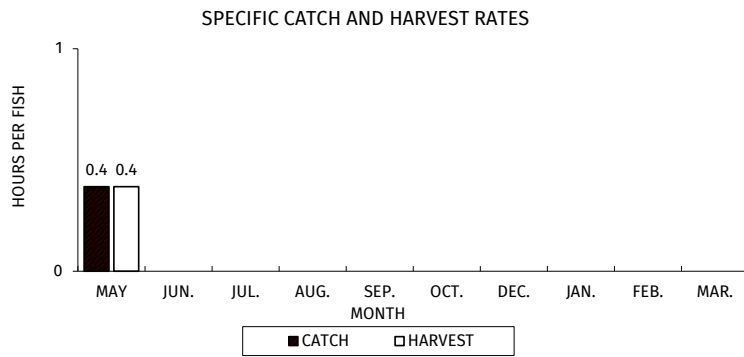 SPECIFIC CATCH AND HARVEST RATES
1
HOURS PER FISH
0.4 0.4
0
MAY JUN. JUL. AUG. SEP. OCT. DEC. JAN. FEB. MAR.
MONTH
CATCH HARVEST